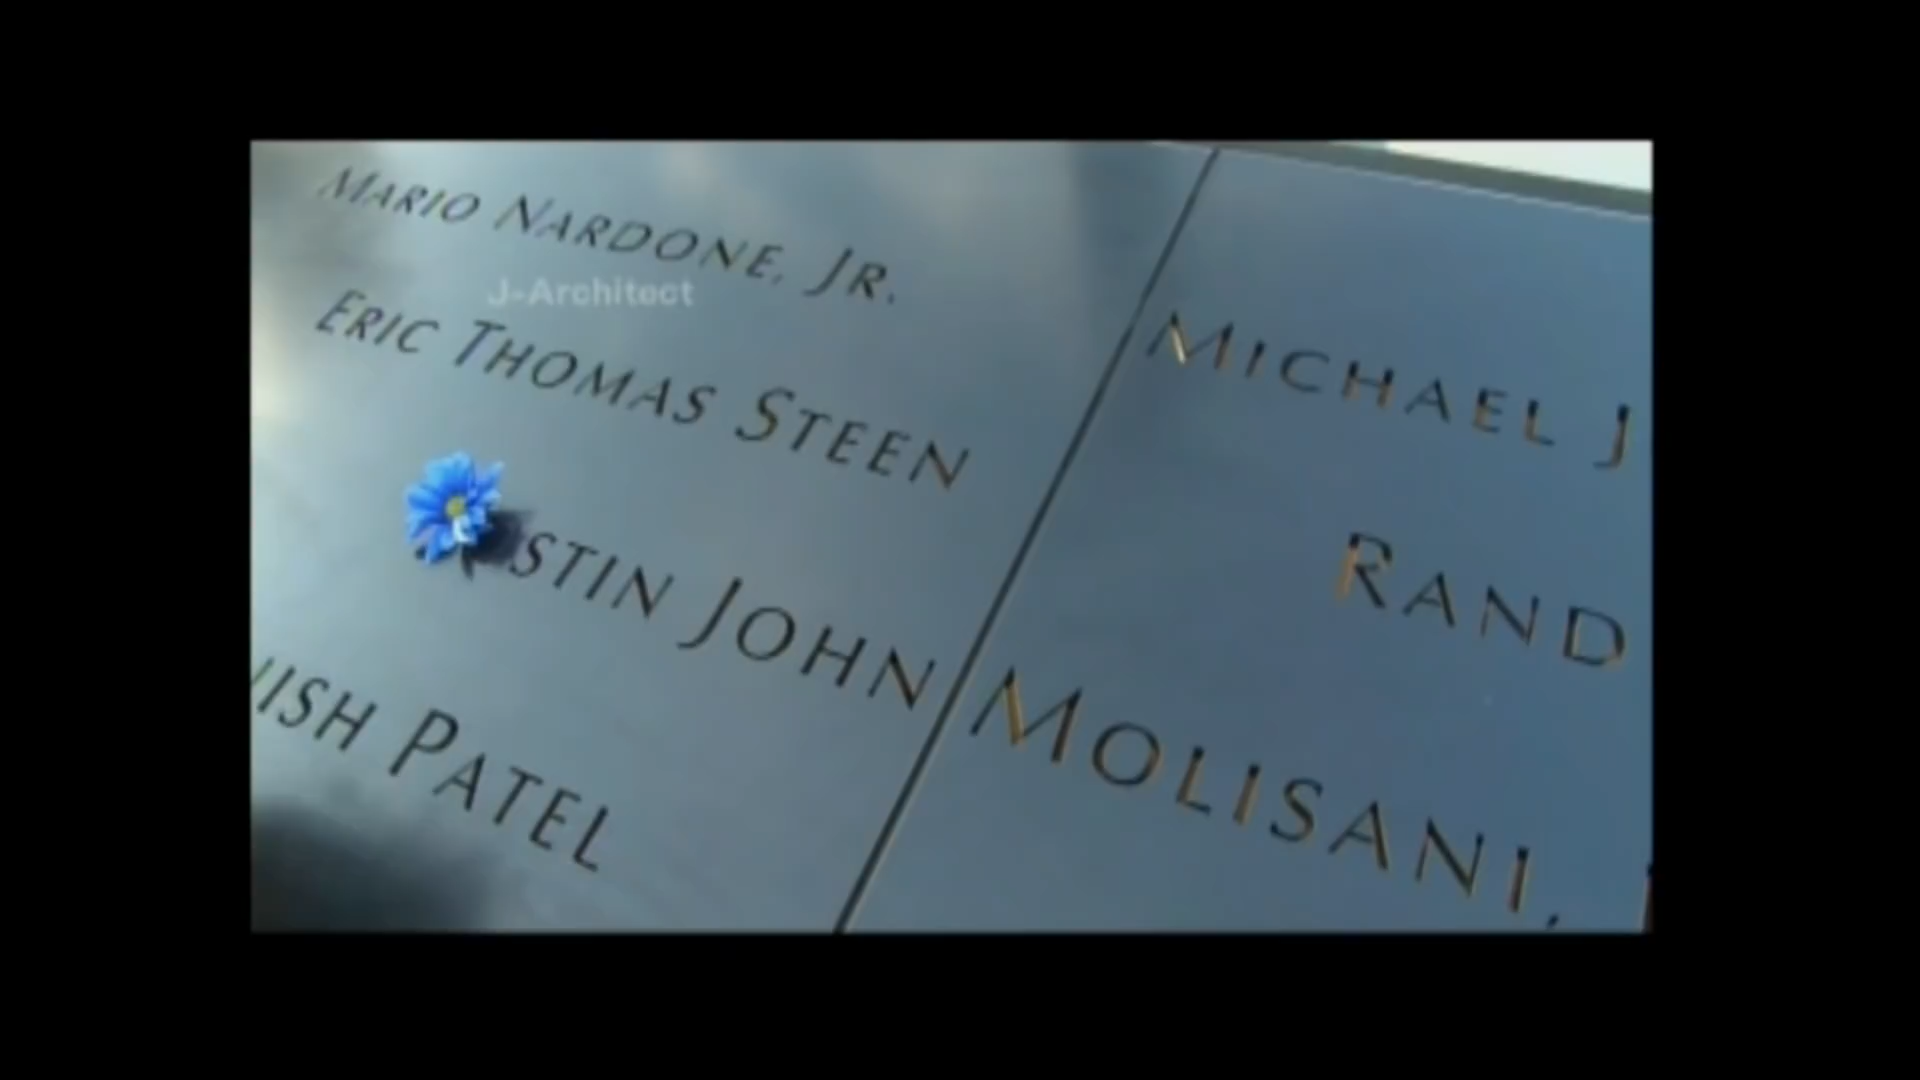 MARIO NARDONE, JR.
J-Architect
ERIC THOMAS STEEN
STIN JOHN MOLISANI,
ISH PATEL
MICHAEL J
RAND